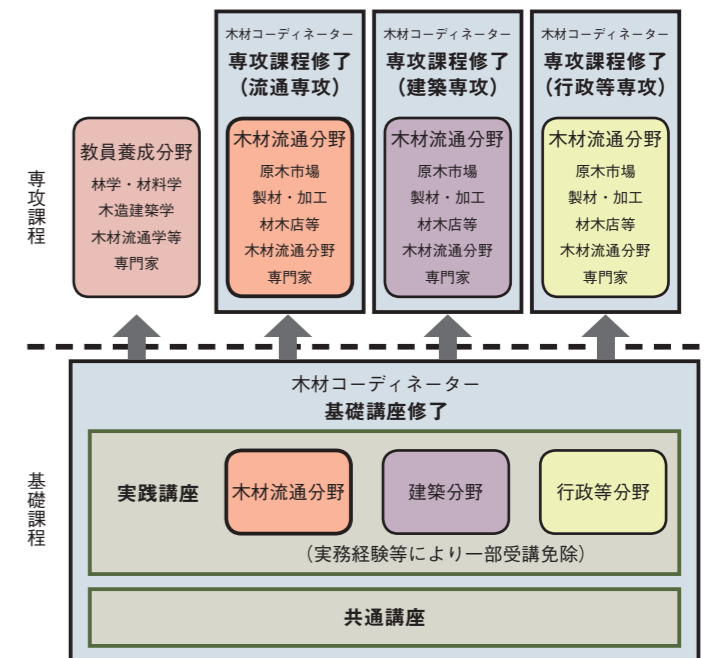 専攻課程
教員養成分野
林学・材料学
木造建築学
木材流通学等
専門家
木材コーディネーター
専攻課程修了
（流通専攻）
木材流通分野
原木市場
製材・加工
材木店等
木材流通分野
専門家
木材コーディネーター
専攻課程修了
（建築専攻）
木材流通分野
原木市場
製材・加工
材木店等
木材流通分野
専門家
木材コーディネーター
専攻課程修了
（行政等専攻）
木材流通分野
原木市場
製材・加工
材木店等
木材流通分野
専門家
基礎課程
木材コーディネーター
基礎講座修了
実践講座
木材流通分野
建築分野
行政等分野
（実務経験等により一部受講免除）
共通講座